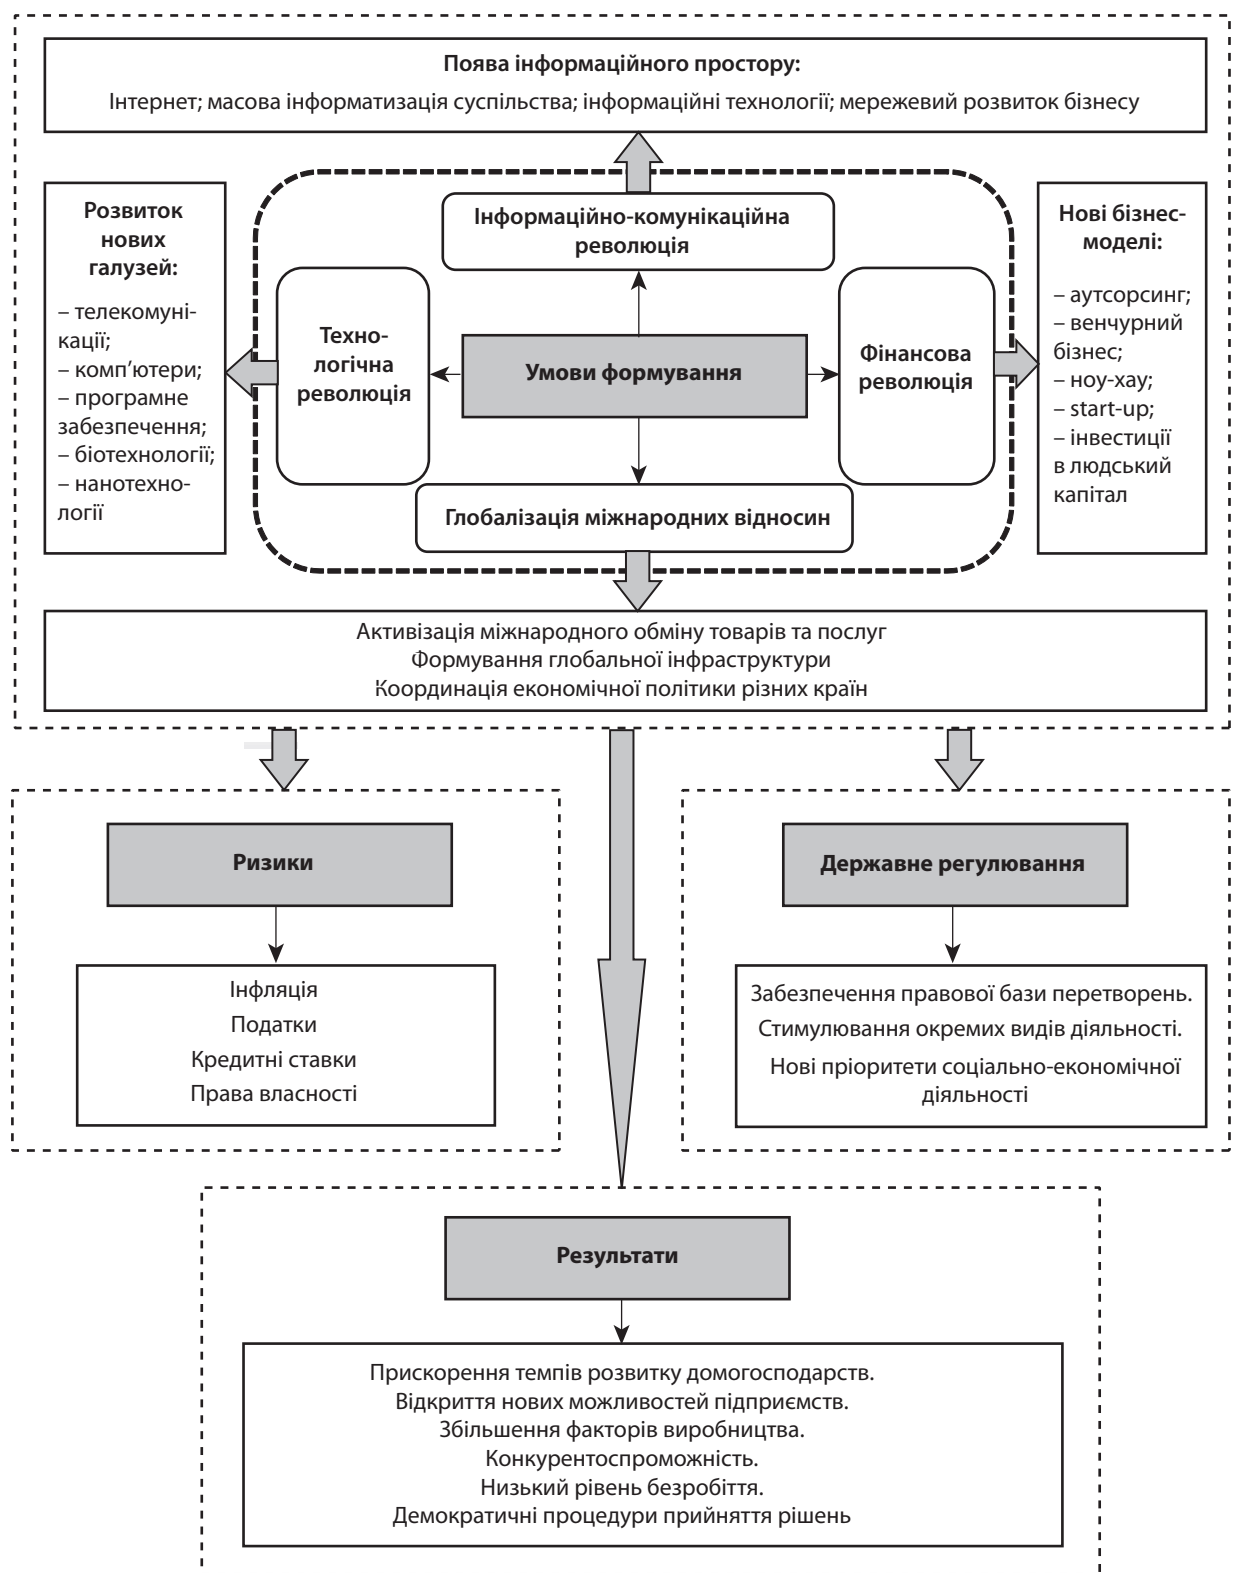 Поява інформаційного простору:
Інтернет; масова інформатизація суспільства; інформаційні технології; мережевий розвиток бізнесу
Розвиток
нових
галузей:
– телекомуні-
кації;
– комп’ютери;
– програмне
забезпечення;
– біотехнології;
– нанотехно-
логії
Інформаційно-комунікаційна
революція
Техно-
логічна
революція
Умови формування
Фінансова
революція
Глобалізація міжнародних відносин
Нові бізнес-
моделі:
– аутсорсинг;
– венчурний
бізнес;
– ноу-хау;
– start-up;
– інвестиції
в людський
капітал
Активізація міжнародного обміну товарів та послуг
Формування глобальної інфраструктури
Координація економічної політики різних країн
Ризики
Інфляція
Податки
Кредитні ставки
Права власності
Державне регулювання
Забезпечення правової бази перетворень.
Стимулювання окремих видів діяльності.
Нові пріоритети соціально-економічної
діяльності
Результати
Прискорення темпів розвитку домогосподарств.
Відкриття нових можливостей підприємств.
Збільшення факторів виробництва.
Конкурентоспроможність.
Низький рівень безробіття.
Демократичні процедури прийняття рішень